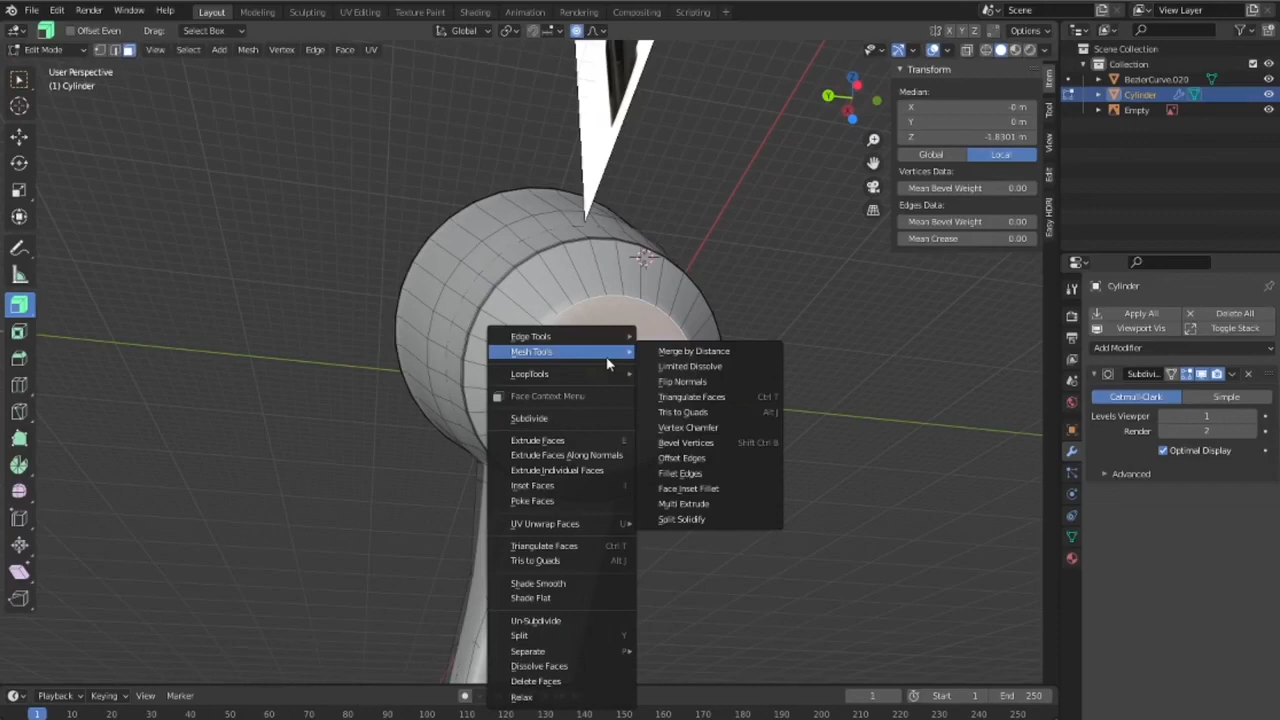 File Edit Render Window Help Layout Modeling Sculpting UV Editing Texture Paint Shading Animation Rendering Compositing Scripting + Scene View Layer
Offset Even Drag: Select Box Global X Y Z Options
Edit Mode View Select Add Mesh Vertex Edge Face UV
User Perspective
(1) Cylinder
Scene Collection
Collection
BezierCurve.020
Cylinder
Empty
Transform
Median:
X -0 m
Y 0 m
Z -1.8301 m
Global Local
Vertices Data:
Mean Bevel Weight 0.00
Edges Data:
Mean Bevel Weight 0.00
Mean Crease 0.00
Item
Tool
View
Edit
Easy HDRI
Z
Y
X
Cylinder
Apply All Delete All
Viewport Vis Toggle Stack
Add Modifier
Subdivi..
Catmull-Clark Simple
Levels Viewport 1
Render 2
Optimal Display
Advanced
Edge Tools
Mesh Tools
LoopTools
Face Context Menu
Subdivide
Extrude Faces E
Extrude Faces Along Normals
Extrude Individual Faces
Inset Faces I
Poke Faces
UV Unwrap Faces U
Triangulate Faces Ctrl T
Tris to Quads Alt J
Shade Smooth
Shade Flat
Un-Subdivide
Split Y
Separate P
Dissolve Faces
Delete Faces
Relax
Merge by Distance
Limited Dissolve
Flip Normals
Triangulate Faces Ctrl T
Tris to Quads Alt J
Vertex Chamfer
Bevel Vertices Shift Ctrl B
Offset Edges
Fillet Edges
Face Inset Fillet
Multi Extrude
Split Solidify
Playback Keying View Marker 1 Start 1 End 250
1 10 20 30 40 50 60 70 80 90 100 110 120 130 140 150 160 170 180 190 200 210 220 230 240 250